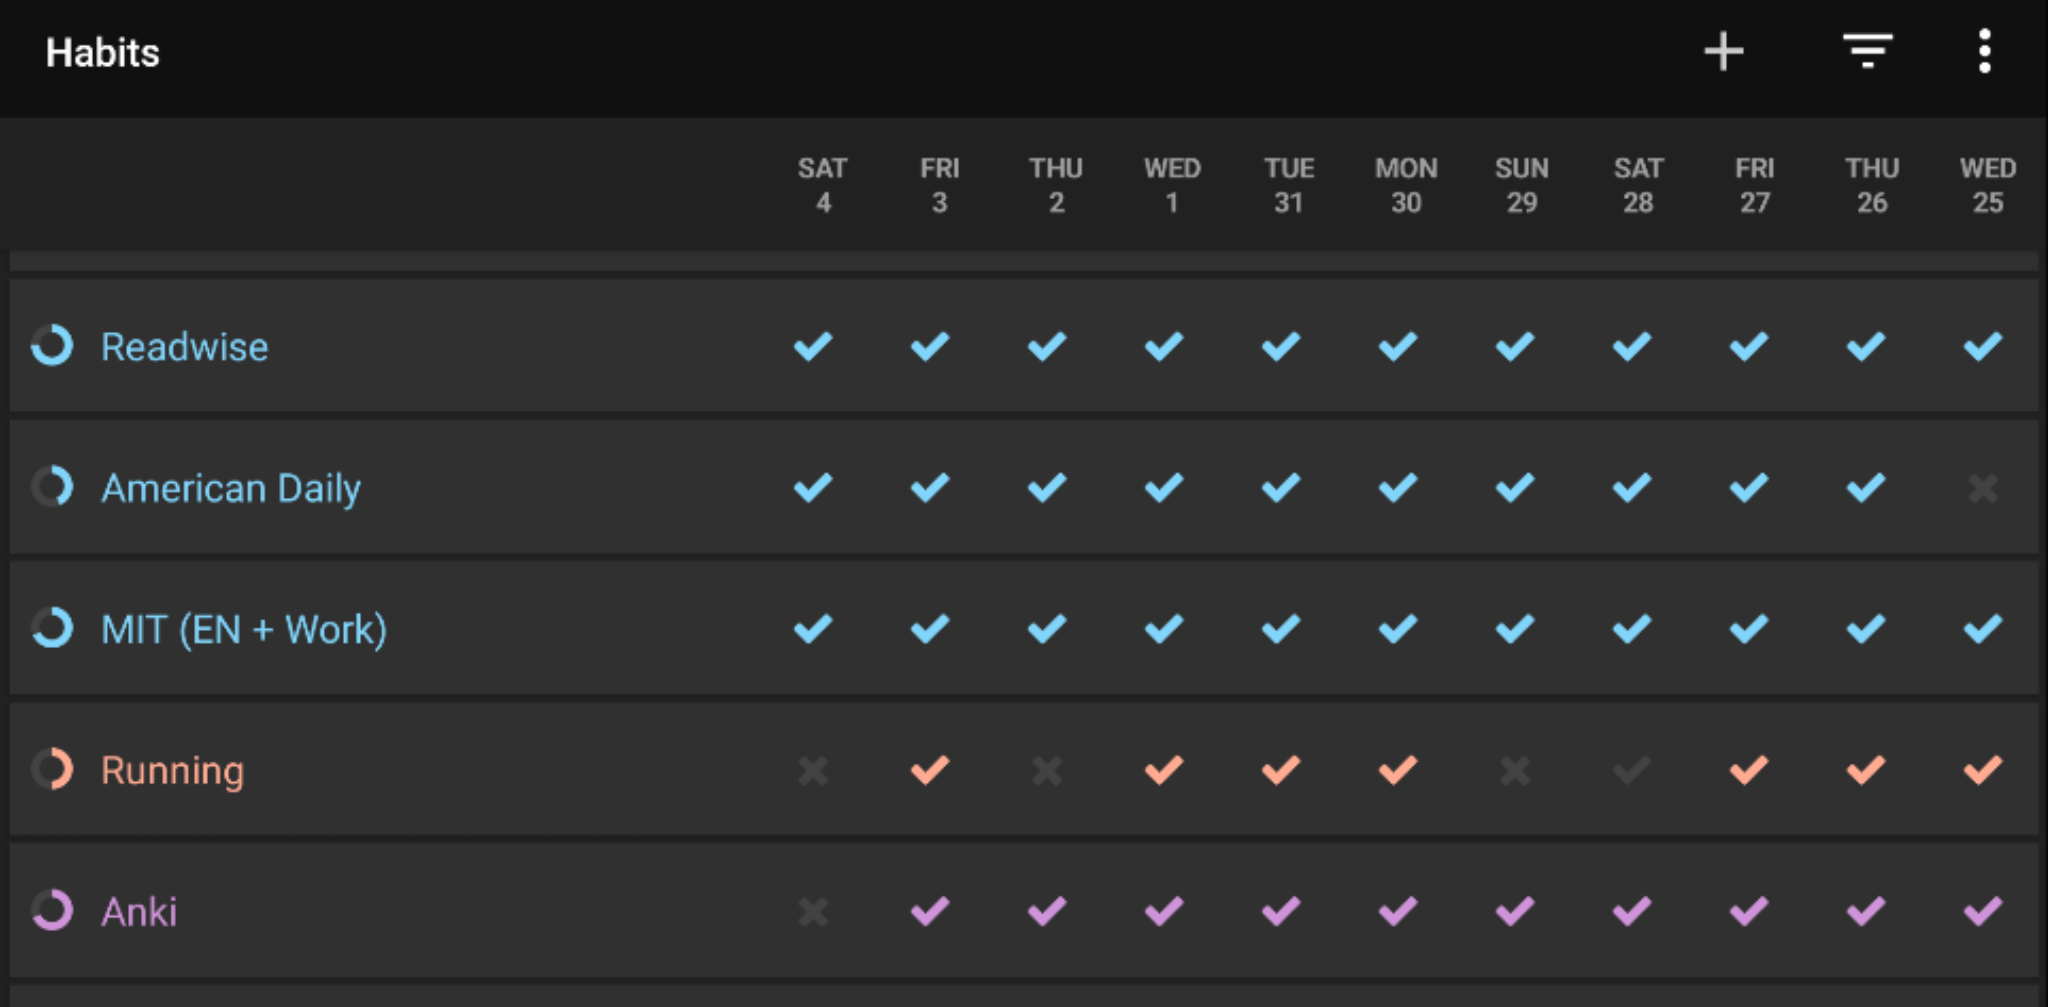 Habits
SAT FRI THU WED TUE MON SUN SAT FRI THU WED
4 3 2 1 31 30 29 28 27 26 25
Readwise
American Daily
MIT (EN + Work)
Running
Anki